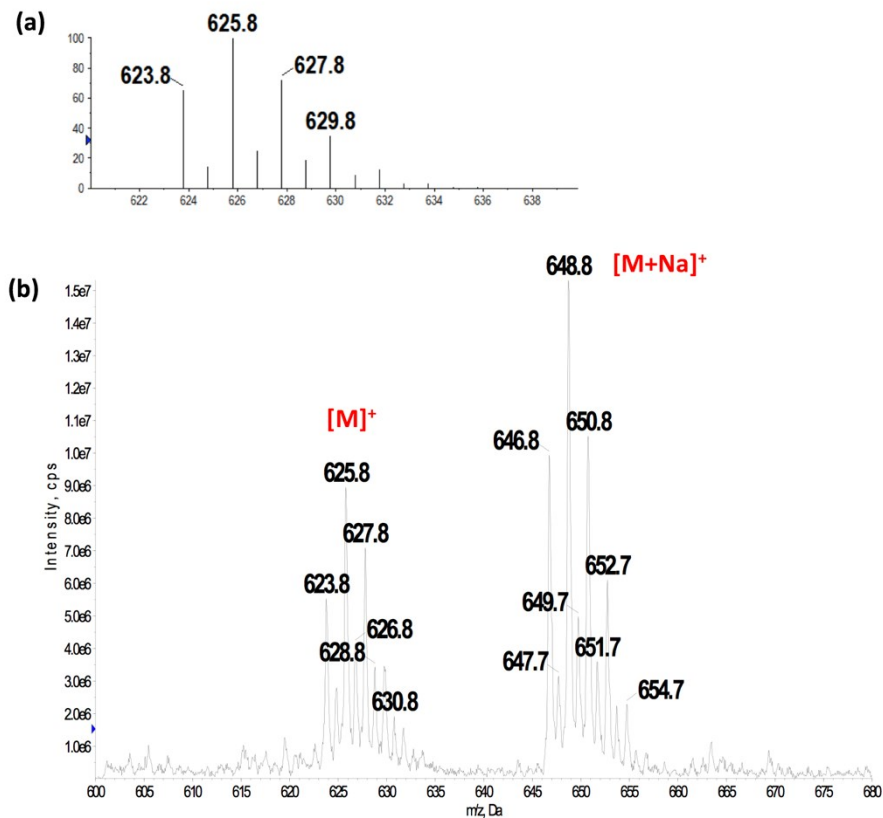 (a)
625.8
623.8
627.8
629.8
100
80
60
40
20
0
622 624 626 628 630 632 634 636 638
(b)
648.8
[M+Na]⁺
[M]⁺
646.8
650.8
625.8
627.8
652.7
623.8
649.7
626.8
628.8
651.7
647.7
654.7
630.8
Intensity, cps
1.5e7
1.4e7
1.3e7
1.2e7
1.1e7
1.0e7
9.0e6
8.0e6
7.0e6
6.0e6
5.0e6
4.0e6
3.0e6
2.0e6
1.0e6
600 605 610 615 620 625 630 635 640 645 650 655 660 665 670 675 680
m/z, Da